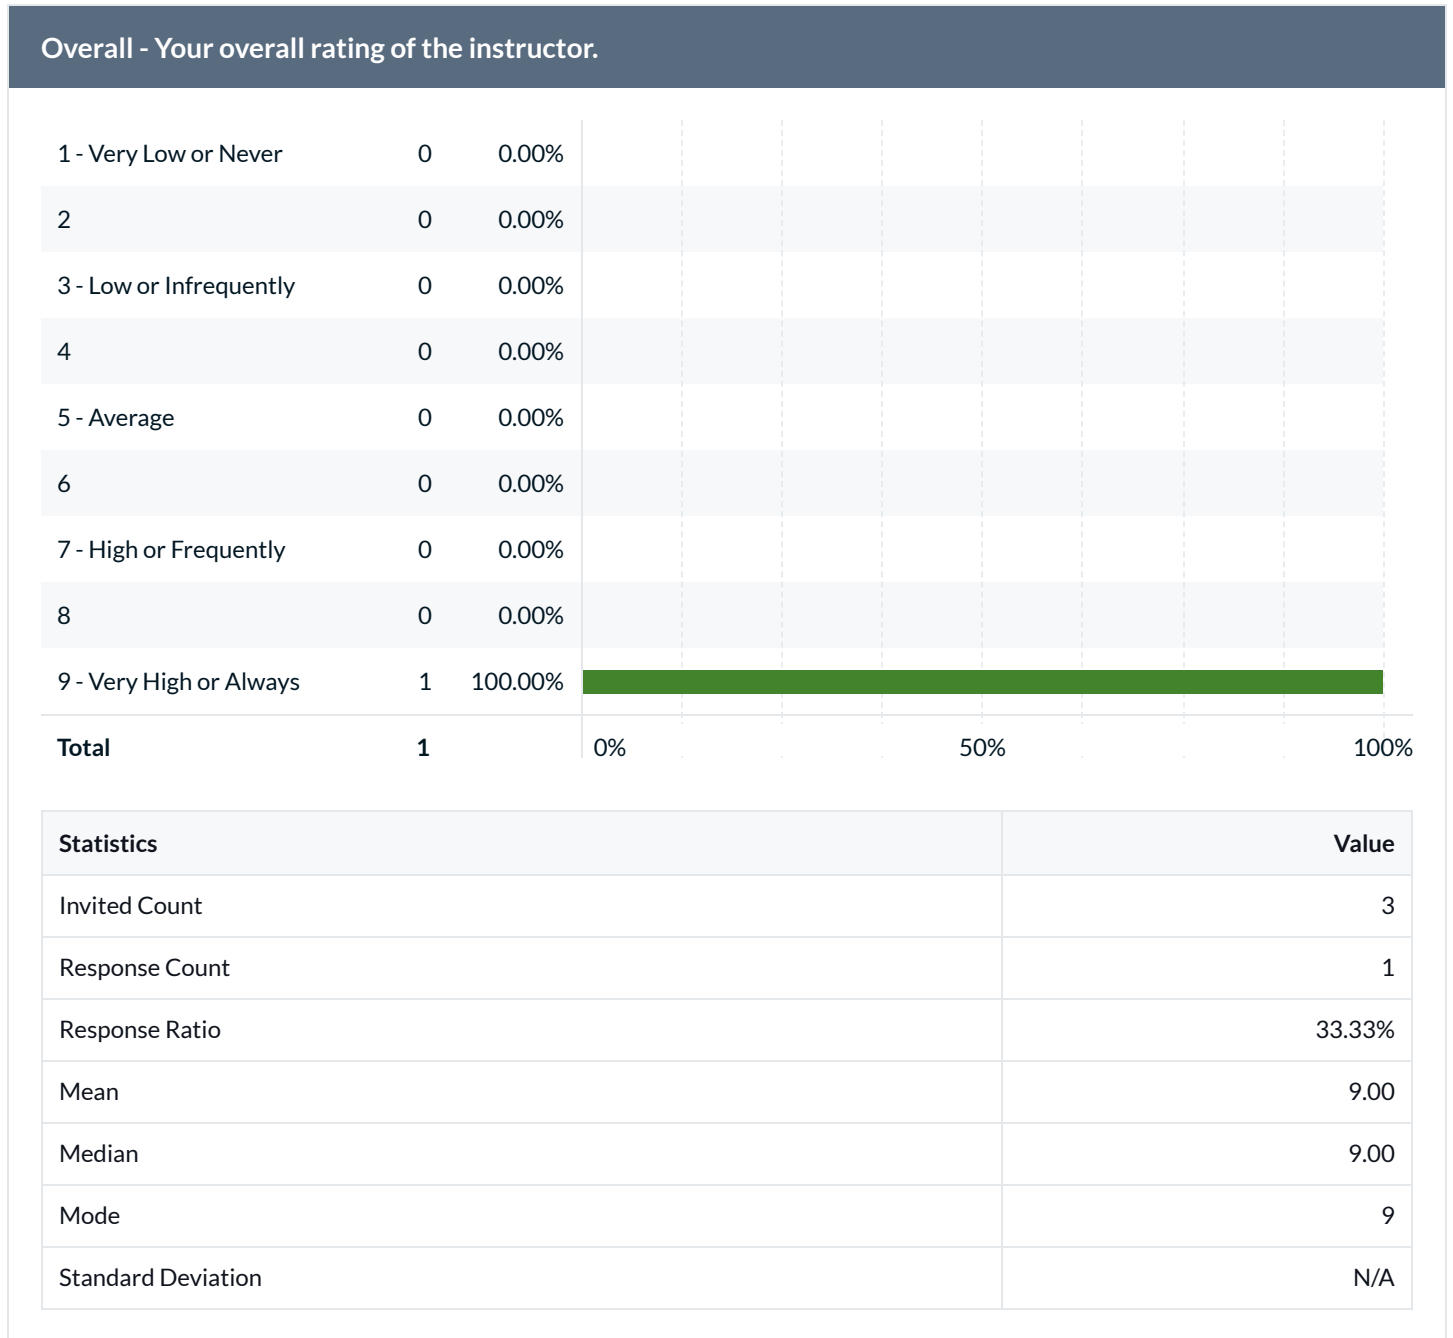 Overall - Your overall rating of the instructor.
1 - Very Low or Never 0 0.00%
2 0 0.00%
3 - Low or Infrequently 0 0.00%
4 0 0.00%
5 - Average 0 0.00%
6 0 0.00%
7 - High or Frequently 0 0.00%
8 0 0.00%
9 - Very High or Always 1 100.00%
Total 1 0% 50% 100%
Statistics Value
Invited Count 3
Response Count 1
Response Ratio 33.33%
Mean 9.00
Median 9.00
Mode 9
Standard Deviation N/A